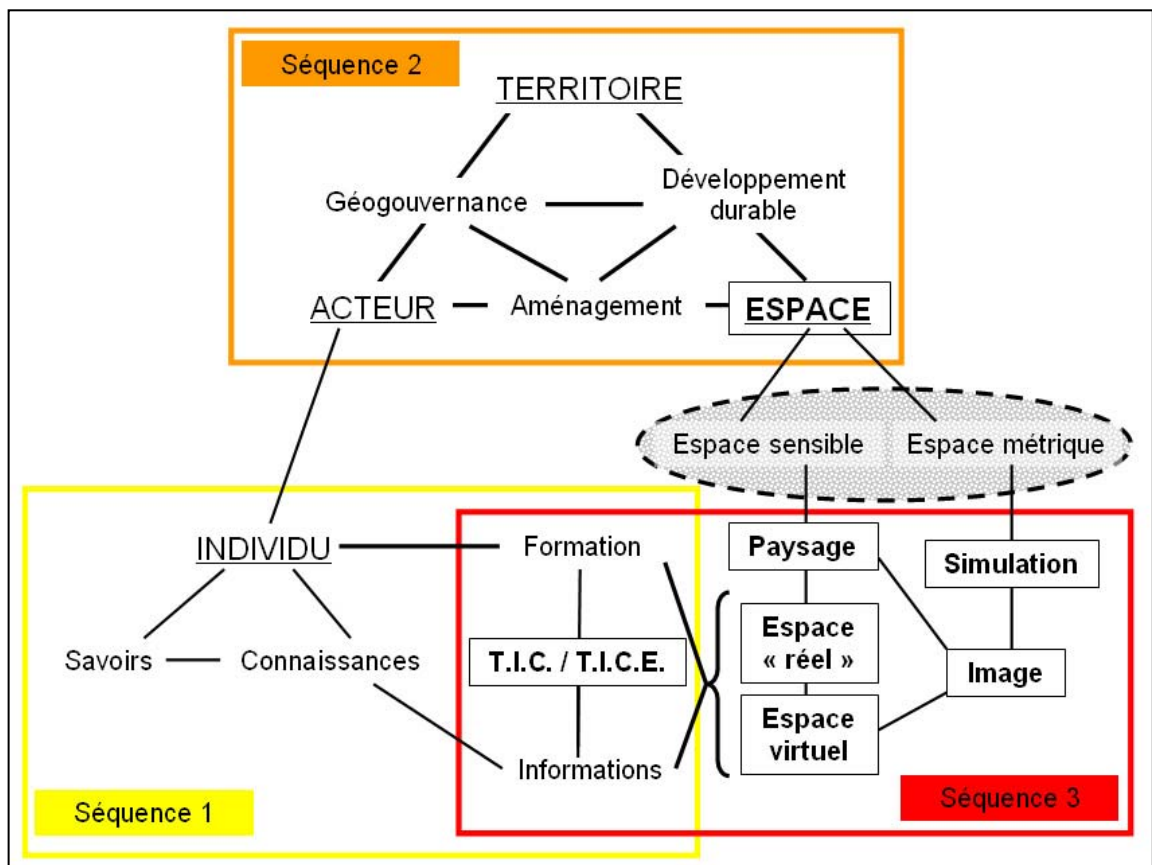 Séquence 2
TERRITOIRE
Géogouvernance
Développement
durable
ACTEUR
Aménagement
ESPACE
Espace sensible
Espace métrique
INDIVIDU
Formation
Paysage
Simulation
Savoirs
Connaissances
T.I.C. / T.I.C.E.
Espace
« réel »
Image
Espace
virtuel
Informations
Séquence 1
Séquence 3